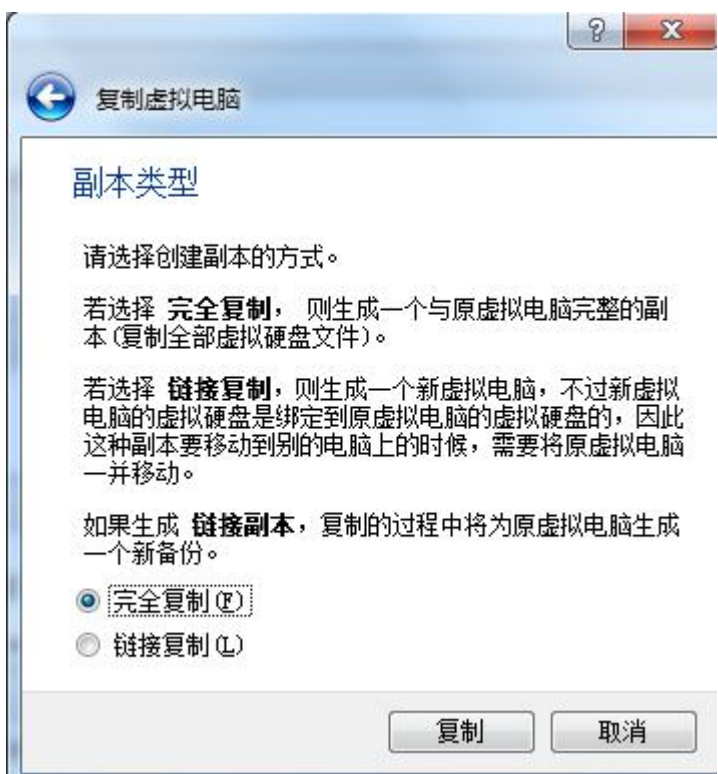 ?
复制虚拟电脑
副本类型
请选择创建副本的方式。
若选择 完全复制， 则生成一个与原虚拟电脑完整的副
本(复制全部虚拟硬盘文件)。
若选择 链接复制，则生成一个新虚拟电脑，不过新虚拟
电脑的虚拟硬盘是绑定到原虚拟电脑的虚拟硬盘的，因此
这种副本要移动到别的电脑上的时候，需要将原虚拟电脑
一并移动。
如果生成 链接副本，复制的过程中将为原虚拟电脑生成
一个新备份。
完全复制(F)
链接复制(L)
复制 取消